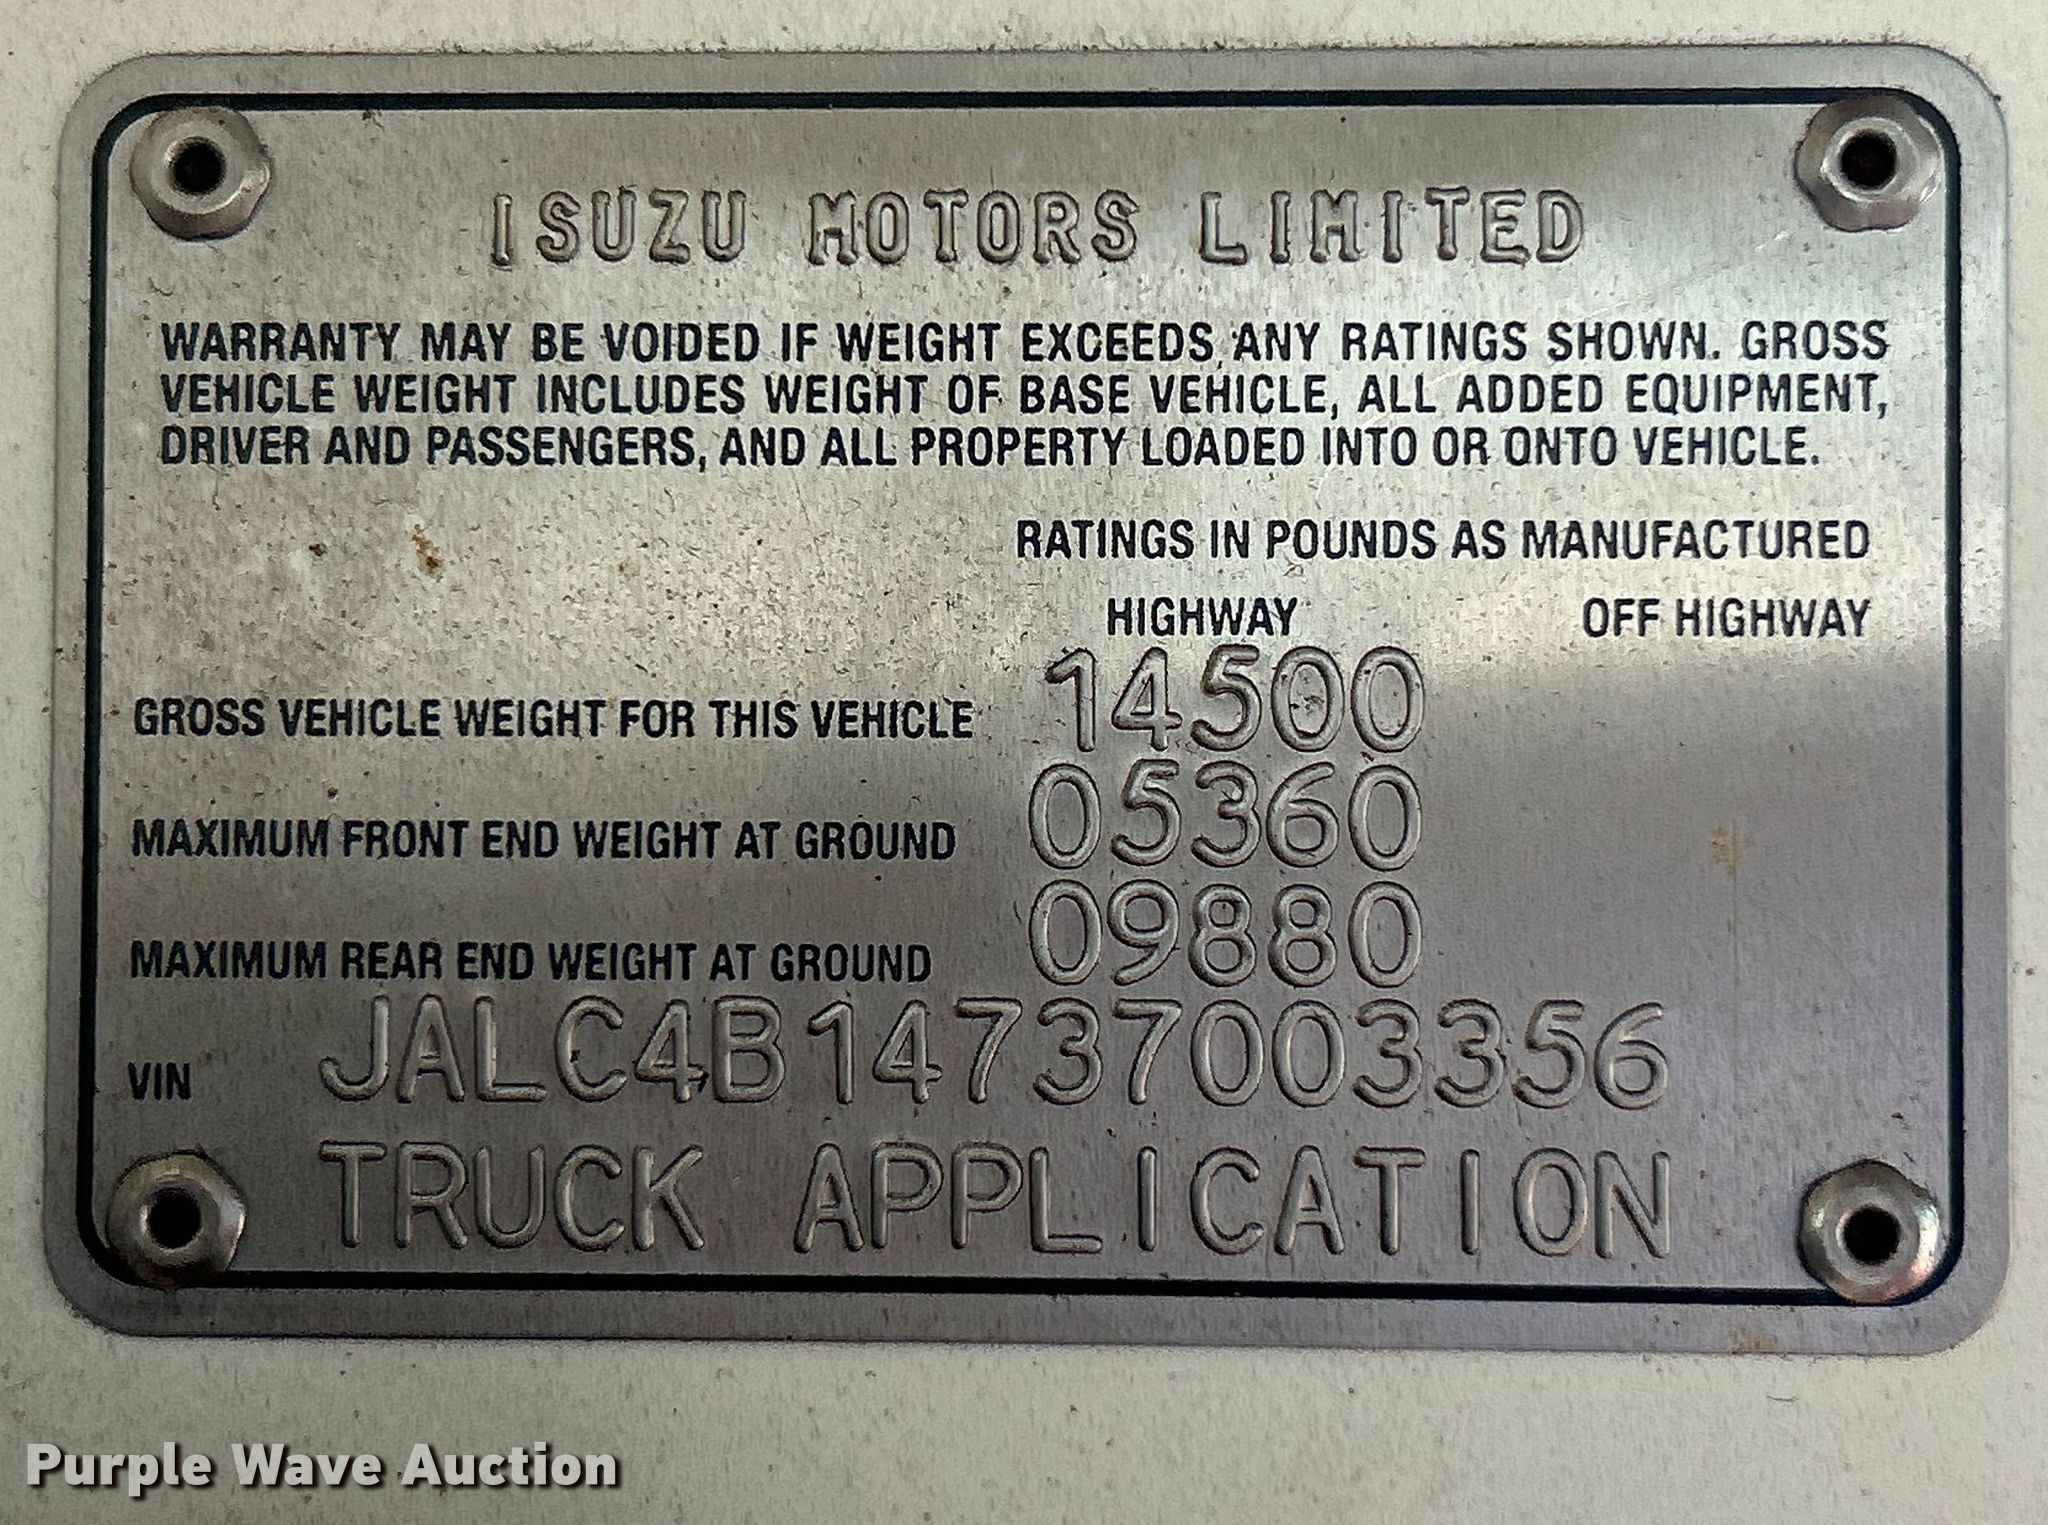 ISUZU MOTORS LIMITED
WARRANTY MAY BE VOIDED IF WEIGHT EXCEEDS ANY RATINGS SHOWN. GROSS
VEHICLE WEIGHT INCLUDES WEIGHT OF BASE VEHICLE, ALL ADDED EQUIPMENT,
DRIVER AND PASSENGERS, AND ALL PROPERTY LOADED INTO OR ONTO VEHICLE.
RATINGS IN POUNDS AS MANUFACTURED
HIGHWAY OFF HIGHWAY
GROSS VEHICLE WEIGHT FOR THIS VEHICLE 14500
MAXIMUM FRONT END WEIGHT AT GROUND 05360
MAXIMUM REAR END WEIGHT AT GROUND 09880
VIN JALC4B14737003356
TRUCK APPLICATION
Purple Wave Auction